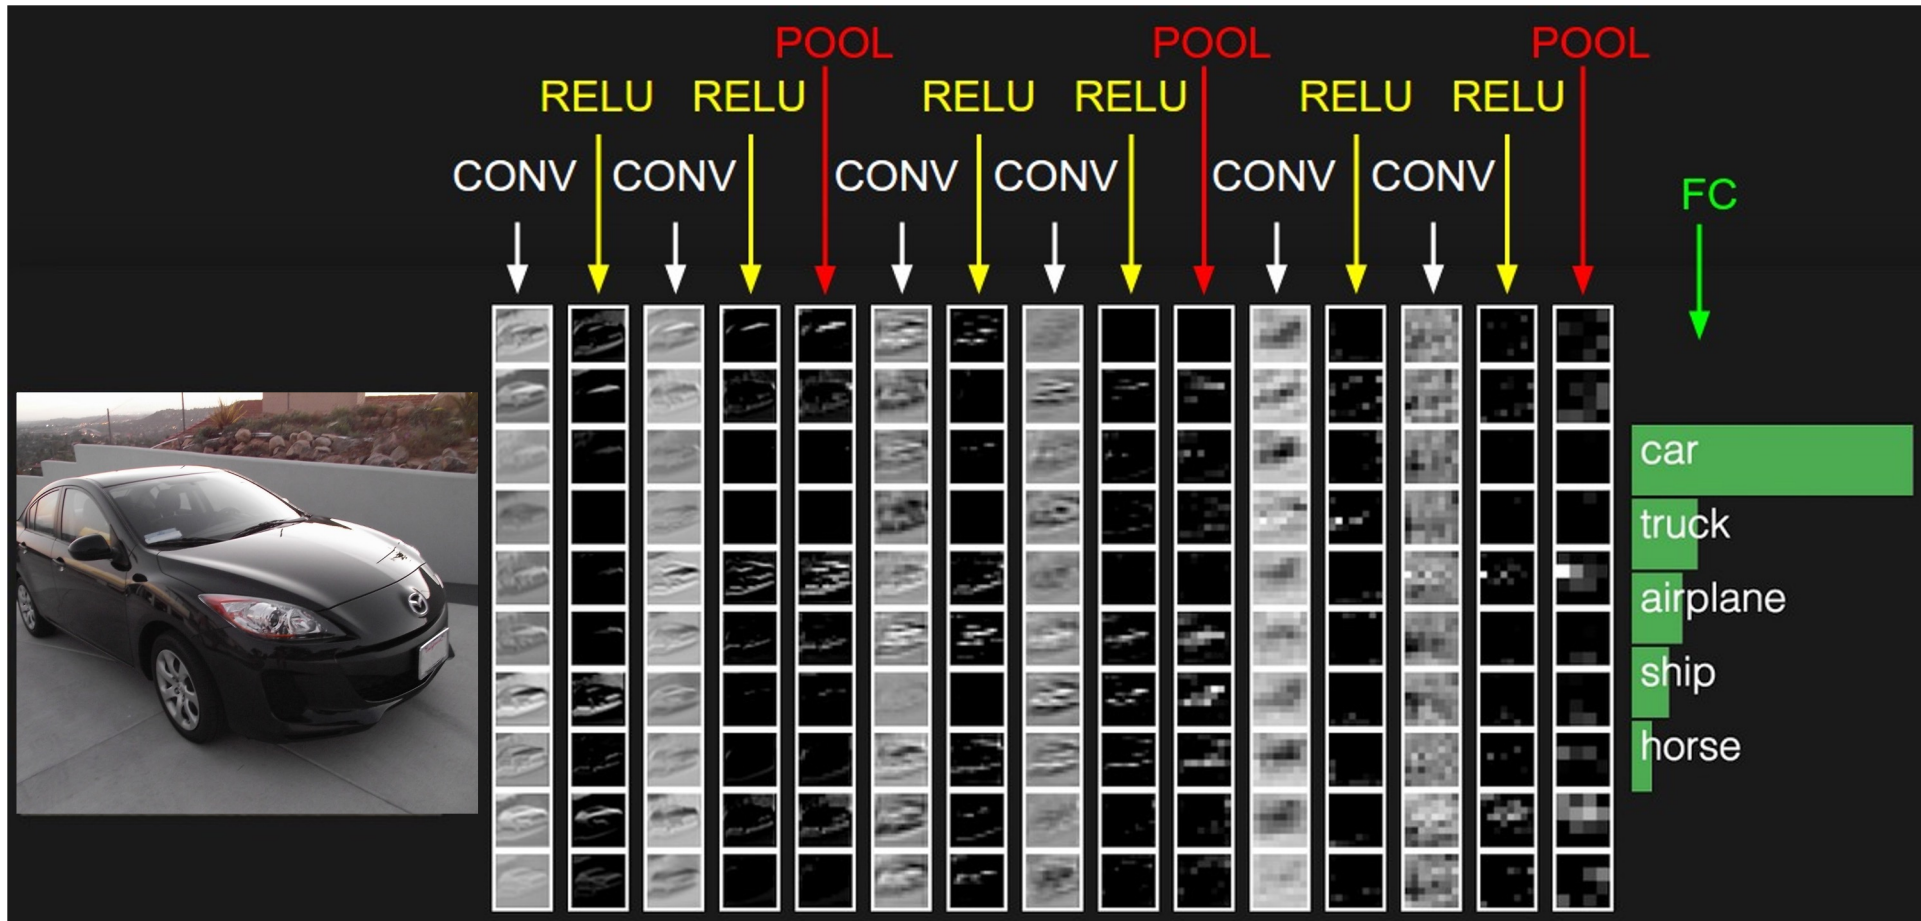 POOL POOL POOL
RELU RELU RELU RELU RELU RELU
CONV CONV CONV CONV CONV CONV
FC
car
truck
airplane
ship
horse